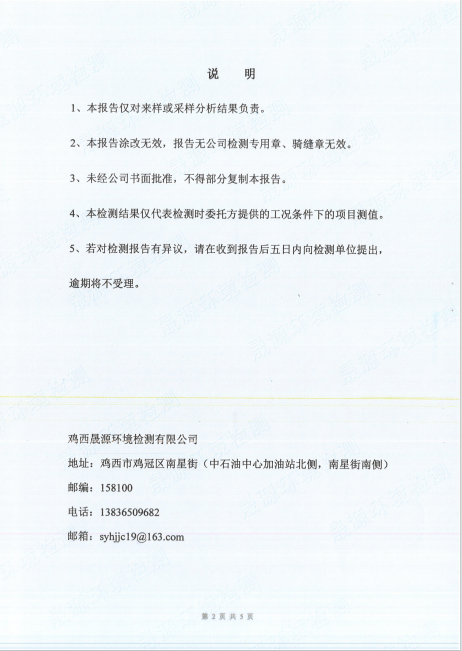 说 明
1、本报告仅对来样或采样分析结果负责。
2、本报告涂改无效，报告无公司检测专用章、骑缝章无效。
3、未经公司书面批准，不得部分复制本报告。
4、本检测结果仅代表检测时委托方提供的工况条件下的项目测值。
5、若对检测报告有异议，请在收到报告后五日内向检测单位提出，
逾期将不受理。
鸡西晟源环境检测有限公司
地址：鸡西市鸡冠区南星街（中石油中心加油站北侧，南星街南侧）
邮编：158100
电话：13836509682
邮箱：syhjjc19@163.com
第 2 页 共 5 页